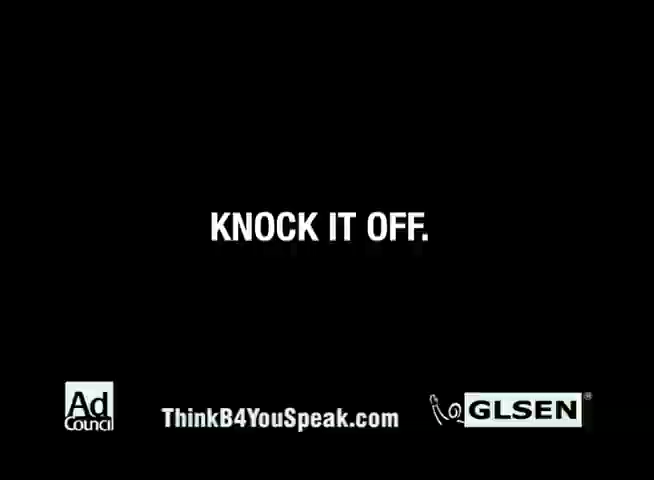 KNOCK IT OFF.
Ad
Council
ThinkB4YouSpeak.com
GLSEN®